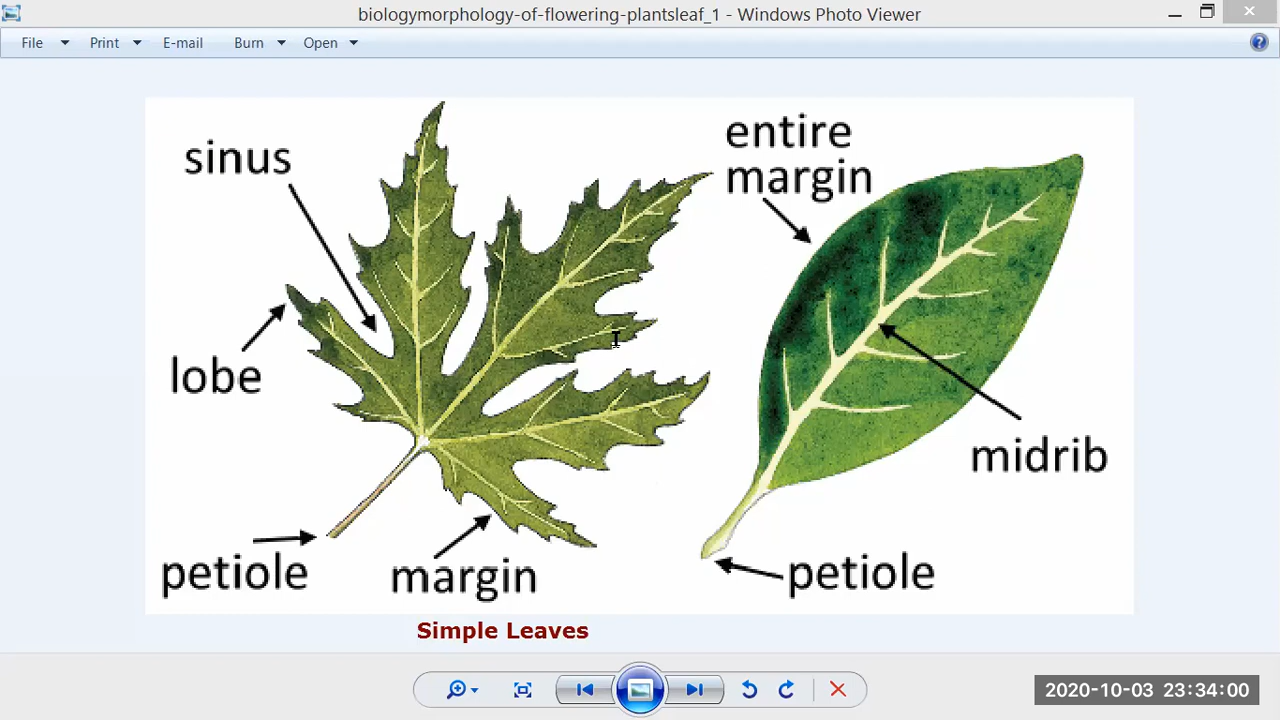 biologymorphology-of-flowering-plantsleaf_1 - Windows Photo Viewer
File Print E-mail Burn Open
sinus
entire
margin
lobe
midrib
petiole
margin
petiole
Simple Leaves
2020-10-03 23:34:00